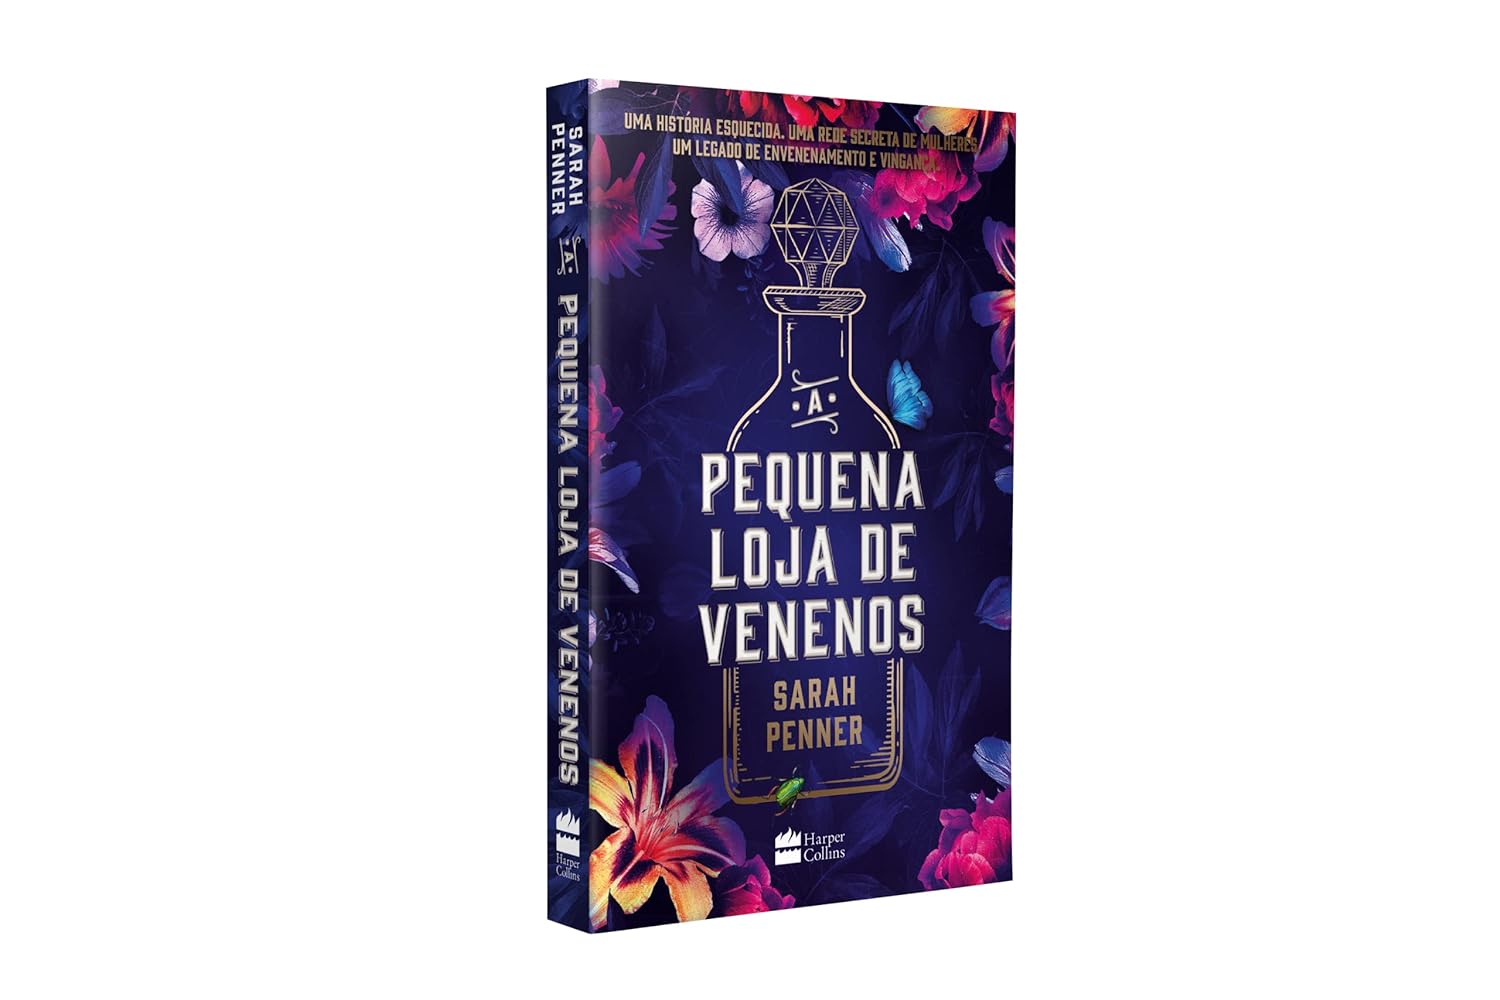 SARAH
PENNER
A
PEQUENA LOJA DE VENENOS
Harper
Collins
UMA HISTÓRIA ESQUECIDA. UMA REDE SECRETA DE MULHERES.
UM LEGADO DE ENVENENAMENTO E VINGANÇA.
A
PEQUENA
LOJA DE
VENENOS
SARAH
PENNER
Harper
Collins